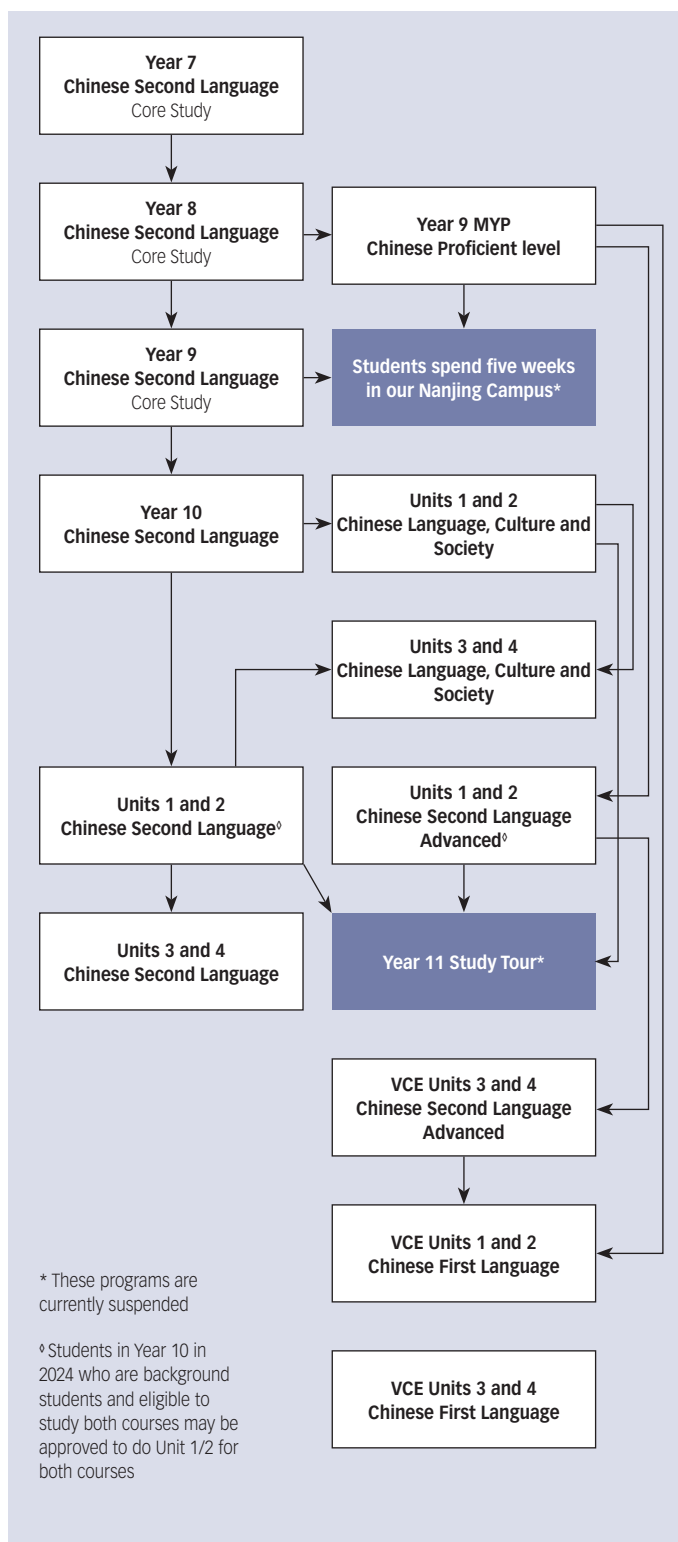 Year 7
Chinese Second Language
Core Study
Year 8
Chinese Second Language
Core Study
Year 9 MYP
Chinese Proficient level
Year 9
Chinese Second Language
Core Study
Students spend five weeks
in our Nanjing Campus*
Year 10
Chinese Second Language
Units 1 and 2
Chinese Language, Culture and
Society
Units 3 and 4
Chinese Language, Culture and
Society
Units 1 and 2
Chinese Second Language◊
Units 1 and 2
Chinese Second Language
Advanced◊
Units 3 and 4
Chinese Second Language
Year 11 Study Tour*
VCE Units 3 and 4
Chinese Second Language
Advanced
VCE Units 1 and 2
Chinese First Language
VCE Units 3 and 4
Chinese First Language
* These programs are
currently suspended
◊ Students in Year 10 in
2024 who are background
students and eligible to
study both courses may be
approved to do Unit 1/2 for
both courses